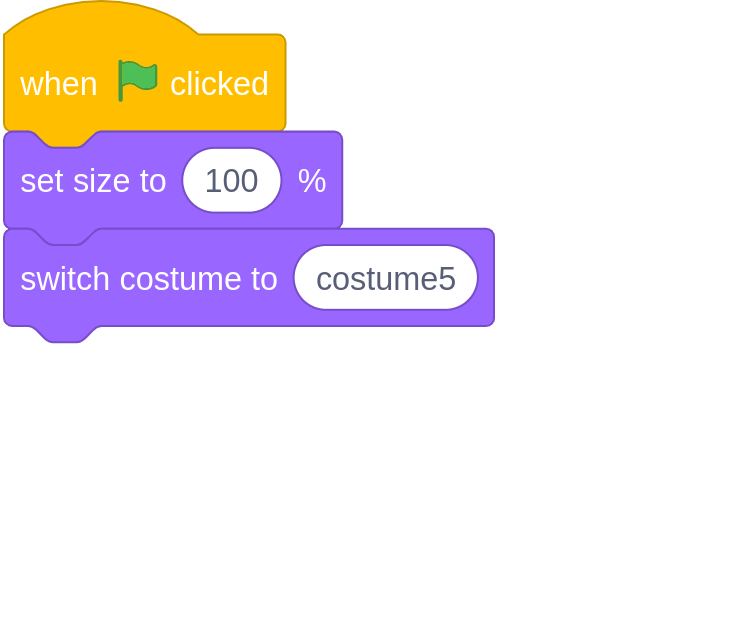 when clicked
set size to 100 %
switch costume to costume5